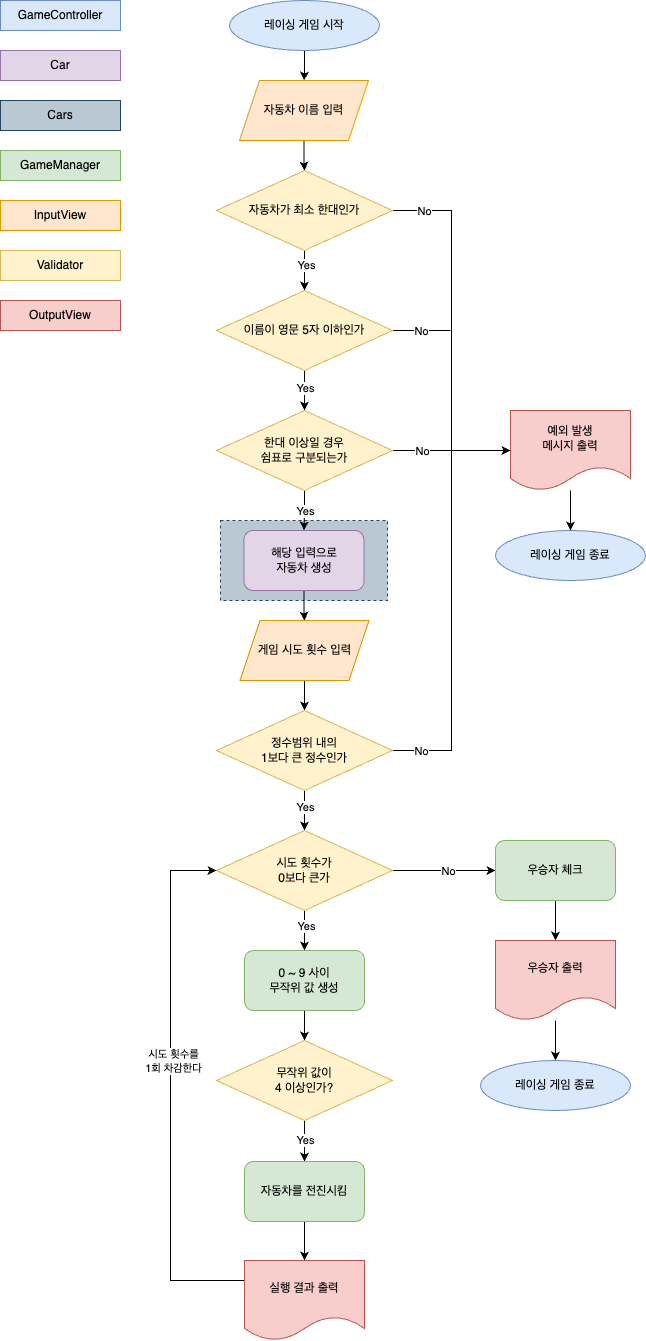 GameController
Car
Cars
GameManager
InputView
Validator
OutputView
레이싱 게임 시작
자동차 이름 입력
자동차가 최소 한대인가
No
Yes
이름이 영문 5자 이하인가
No
Yes
한대 이상일 경우
쉼표로 구분되는가
No
예외 발생
메시지 출력
레이싱 게임 종료
Yes
해당 입력으로
자동차 생성
게임 시도 횟수 입력
정수범위 내의
1보다 큰 정수인가
No
Yes
시도 횟수가
0보다 큰가
No
우승자 체크
우승자 출력
레이싱 게임 종료
Yes
0 ~ 9 사이
무작위 값 생성
시도 횟수를
1회 차감한다
무작위 값이
4 이상인가?
Yes
자동차를 전진시킴
실행 결과 출력